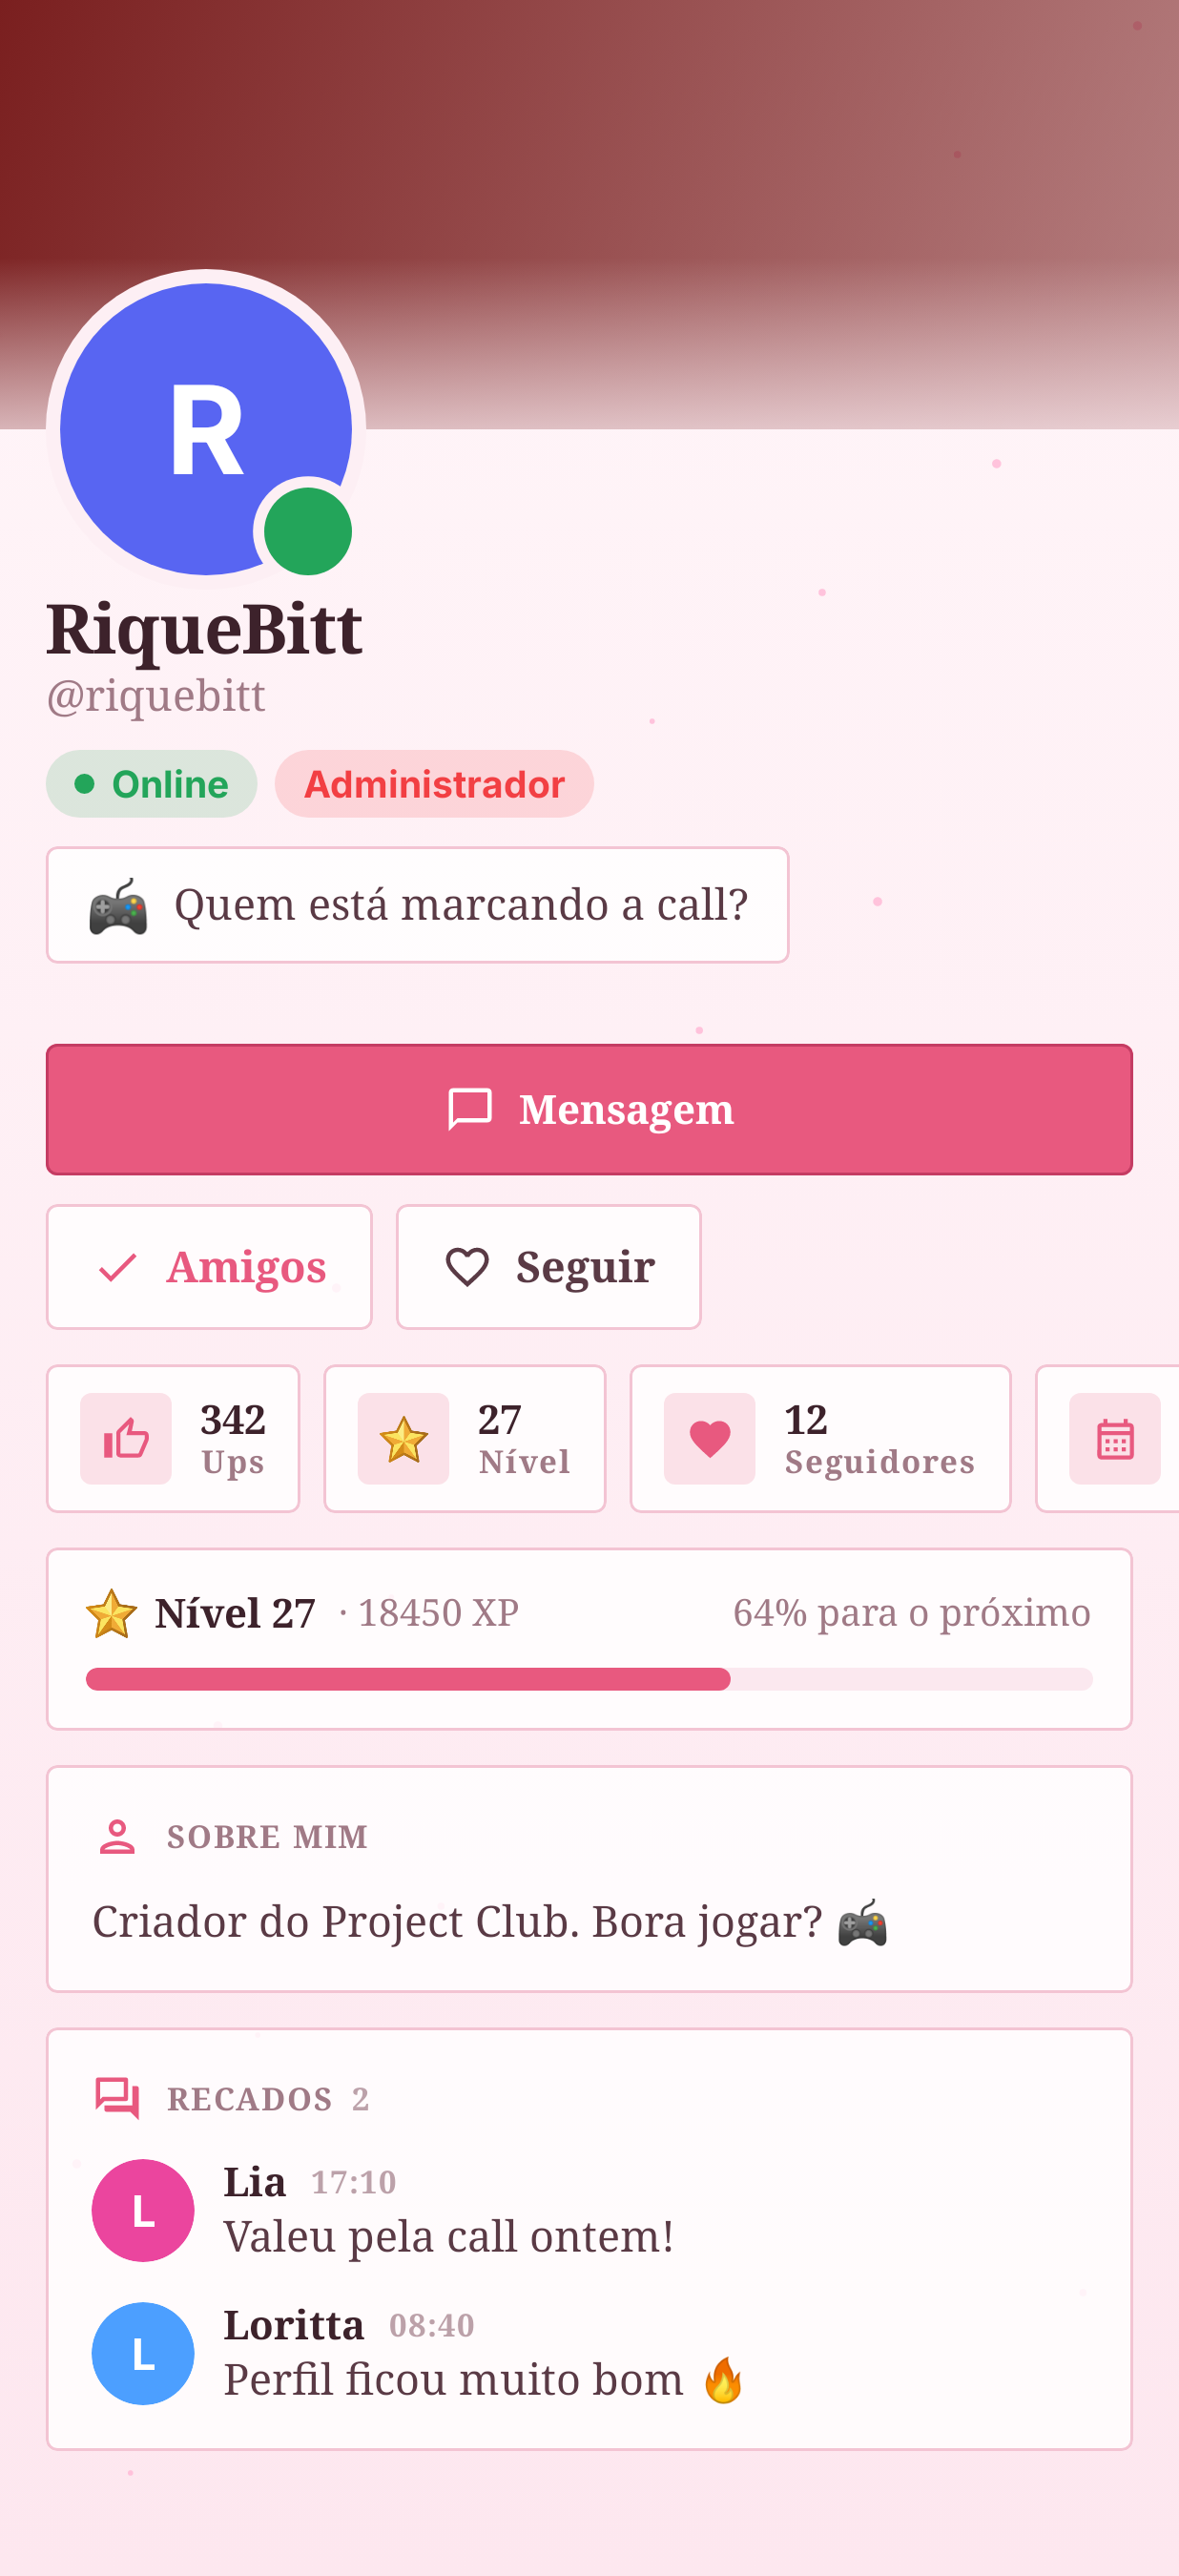 R
RiqueBitt
@riquebitt
Online
Administrador
🎮 Quem está marcando a call?
Mensagem
Amigos
Seguir
342
Ups
27
Nível
12
Seguidores
Nível 27 · 18450 XP
64% para o próximo
SOBRE MIM
Criador do Project Club. Bora jogar? 🎮
RECADOS 2
L
Lia 17:10
Valeu pela call ontem!
L
Loritta 08:40
Perfil ficou muito bom 🔥